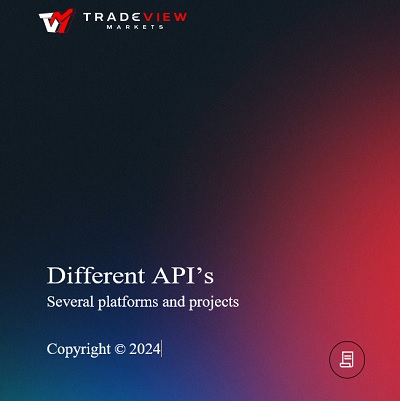 TRADEVIEW
MARKETS
Different API’s
Several platforms and projects
Copyright © 2024